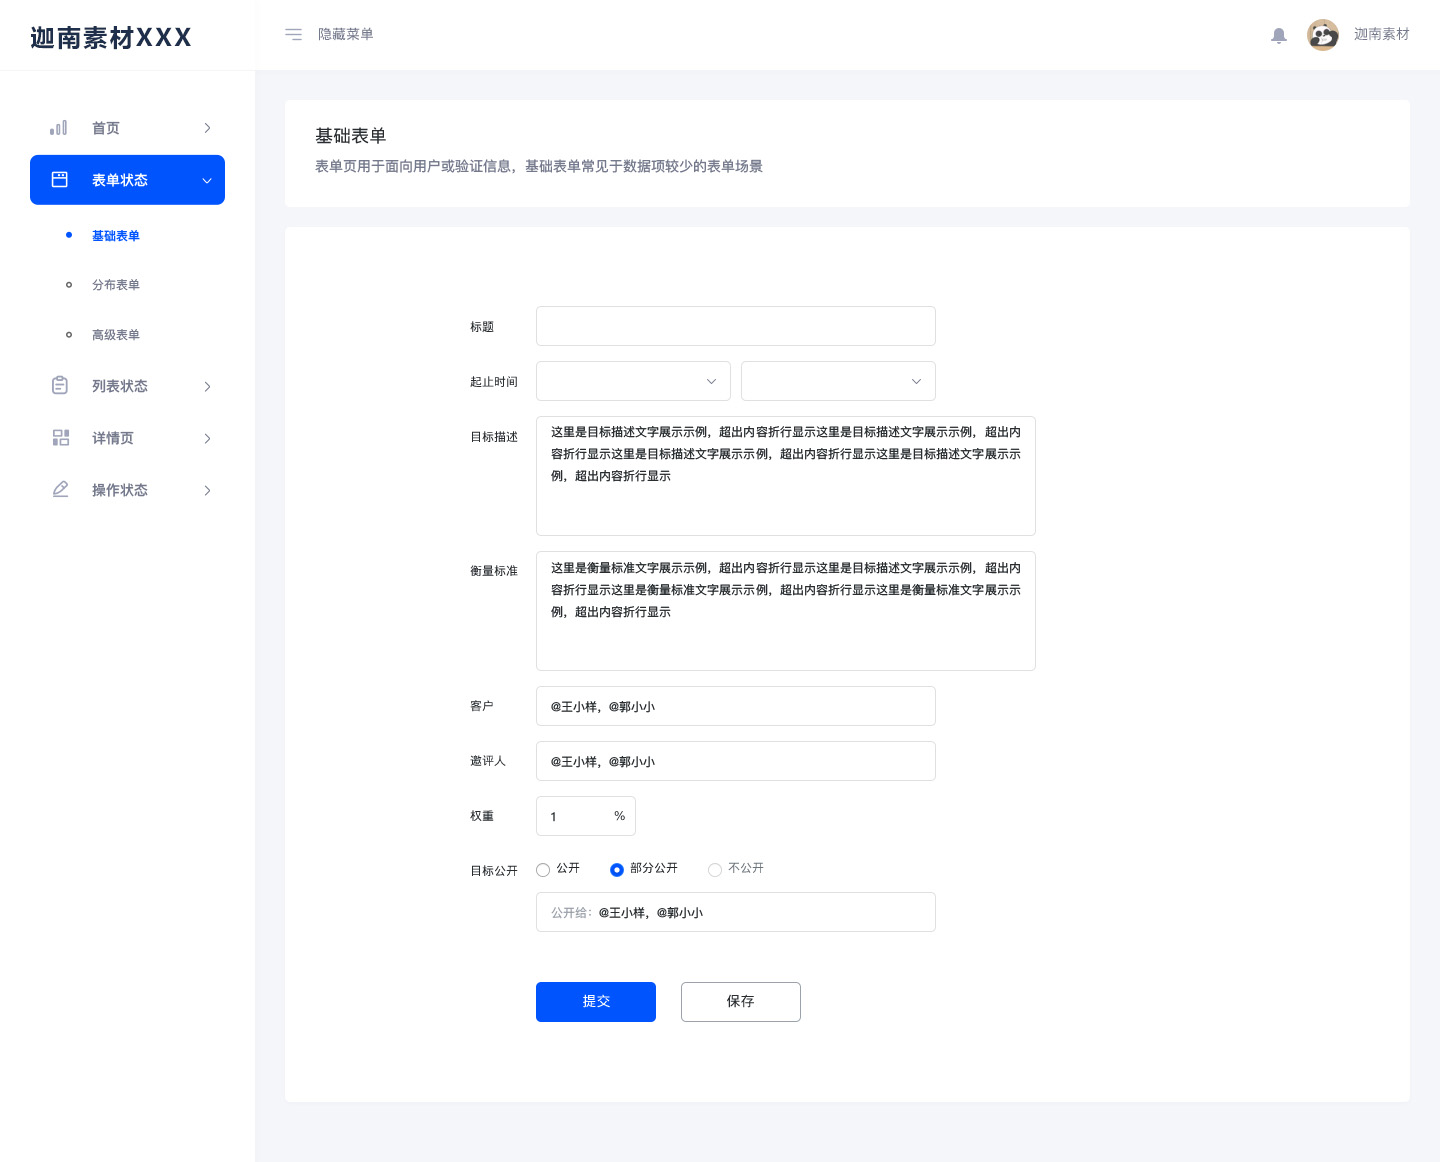 迦南素材XXX
隐藏菜单
迦南素材
首页
表单状态
基础表单
分布表单
高级表单
列表状态
详情页
操作状态
基础表单
表单页用于面向用户或验证信息，基础表单常见于数据项较少的表单场景
标题
起止时间
目标描述
这里是目标描述文字展示示例，超出内容折行显示这里是目标描述文字展示示例，超出内
容折行显示这里是目标描述文字展示示例，超出内容折行显示这里是目标描述文字展示示
例，超出内容折行显示
衡量标准
这里是衡量标准文字展示示例，超出内容折行显示这里是目标描述文字展示示例，超出内
容折行显示这里是衡量标准文字展示示例，超出内容折行显示这里是衡量标准文字展示示
例，超出内容折行显示
客户
@王小样，@郭小小
邀评人
@王小样，@郭小小
权重
1 %
目标公开
公开 部分公开 不公开
公开给：@王小样，@郭小小
提交 保存